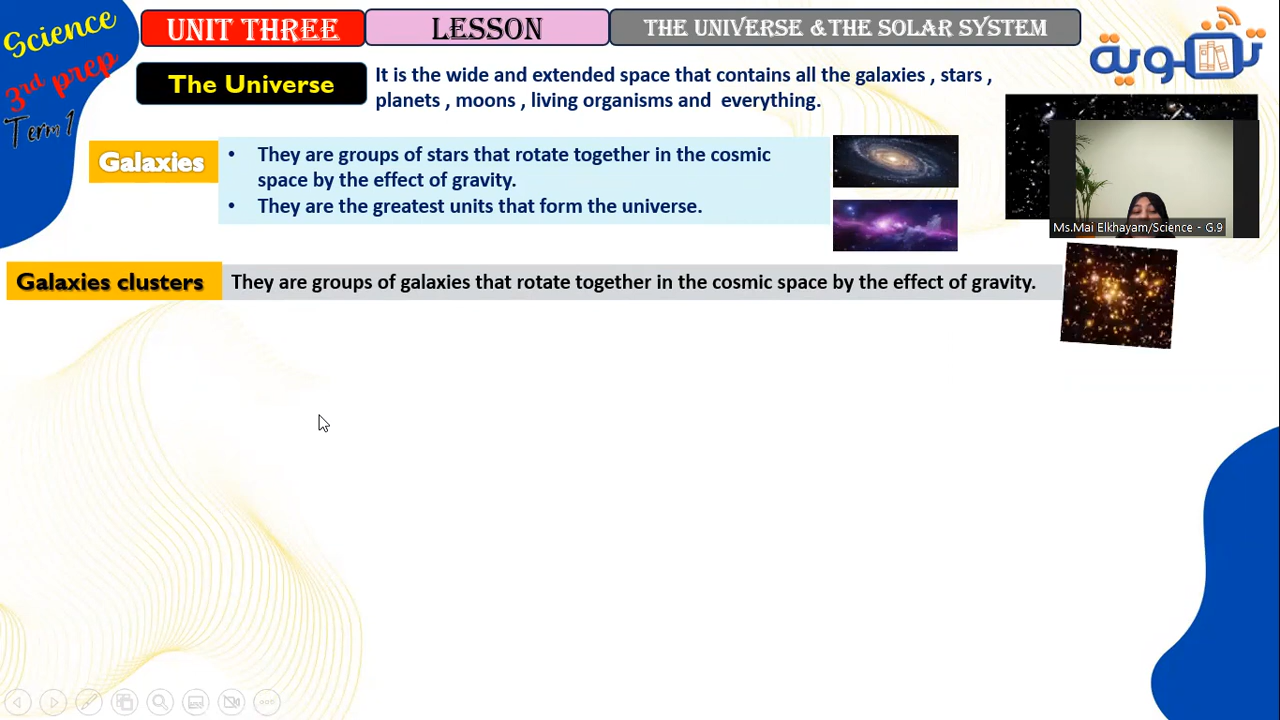 Science
3rd prep
Term 1
UNIT THREE
LESSON
THE UNIVERSE & THE SOLAR SYSTEM
تقوية
The Universe
It is the wide and extended space that contains all the galaxies , stars ,
planets , moons , living organisms and everything.
Galaxies
• They are groups of stars that rotate together in the cosmic
space by the effect of gravity.
• They are the greatest units that form the universe.
Ms.Mai Elkhayam/Science - G.9
Galaxies clusters
They are groups of galaxies that rotate together in the cosmic space by the effect of gravity.